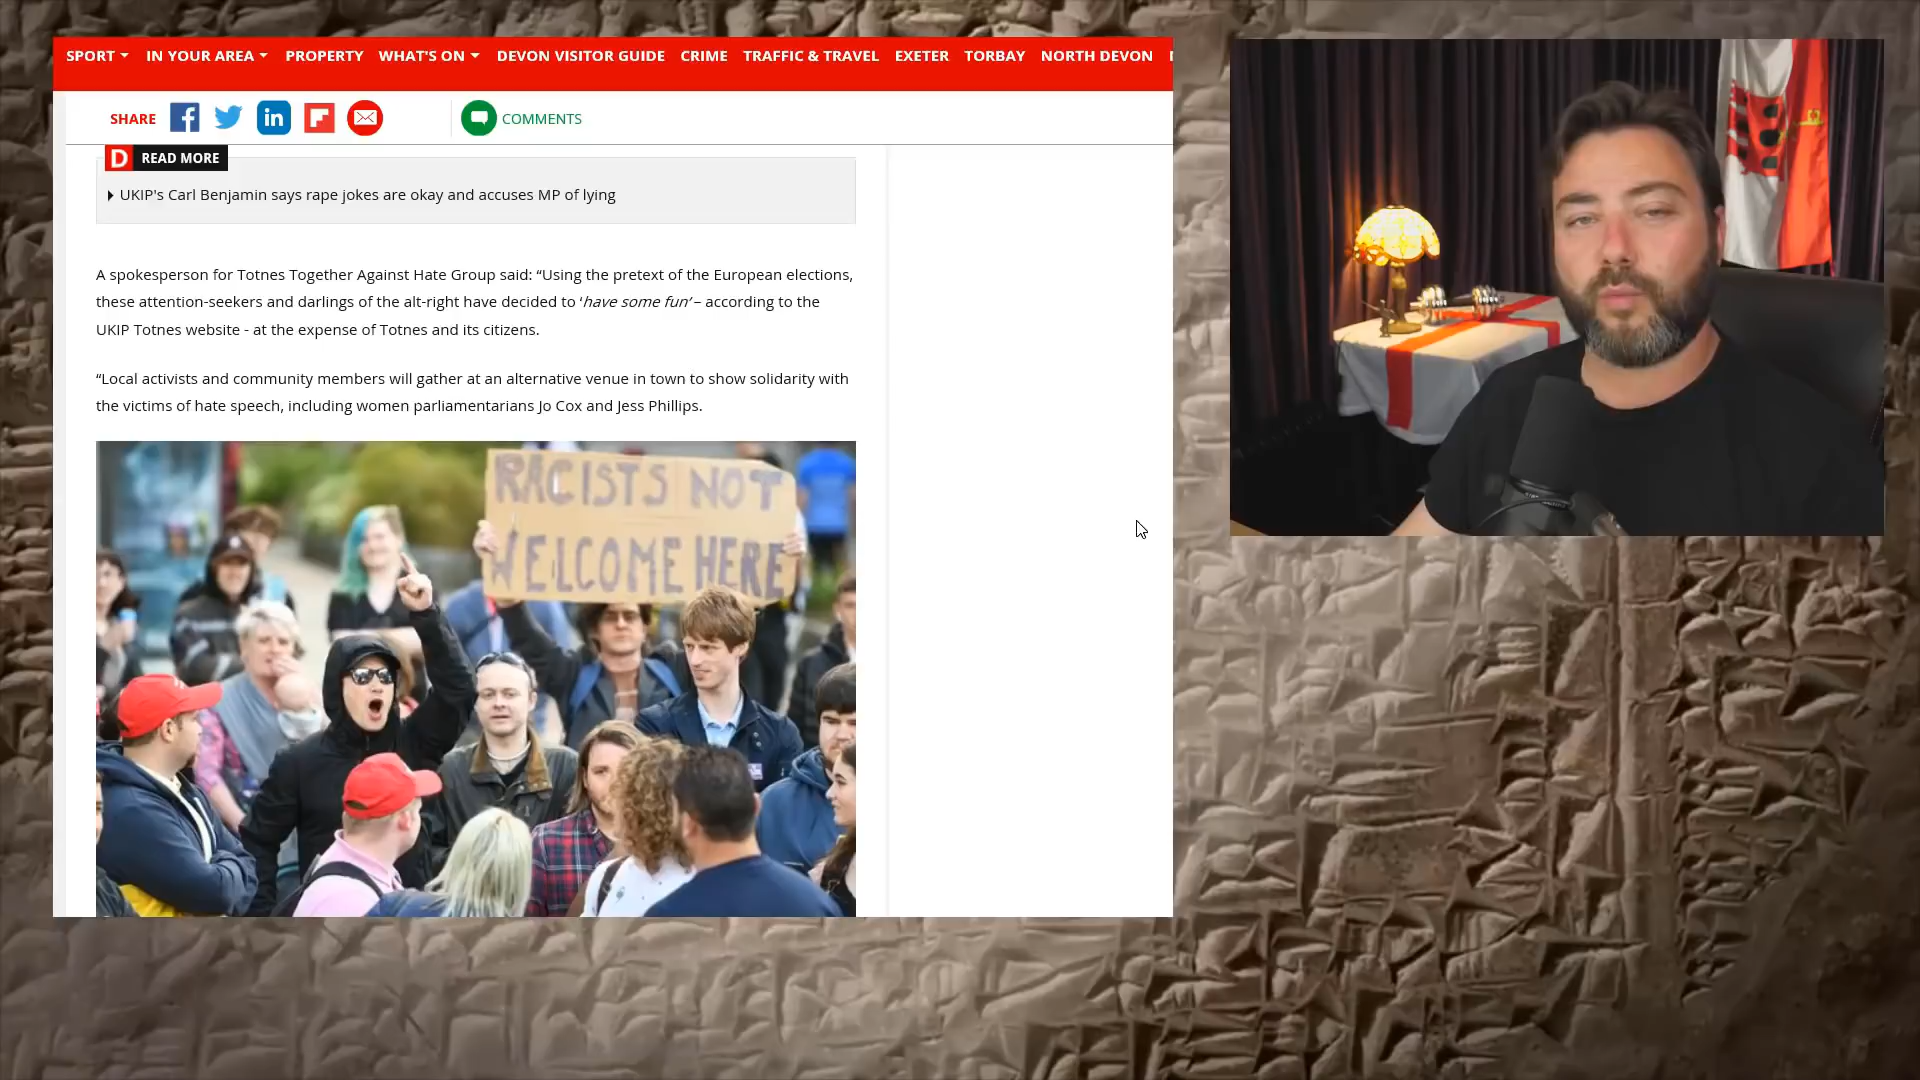 SPORT IN YOUR AREA PROPERTY WHAT'S ON DEVON VISITOR GUIDE CRIME TRAFFIC & TRAVEL EXETER TORBAY NORTH DEVON
SHARE in COMMENTS
D READ MORE
UKIP's Carl Benjamin says rape jokes are okay and accuses MP of lying
A spokesperson for Totnes Together Against Hate Group said: “Using the pretext of the European elections,
these attention-seekers and darlings of the alt-right have decided to ‘have some fun’ – according to the
UKIP Totnes website - at the expense of Totnes and its citizens.
“Local activists and community members will gather at an alternative venue in town to show solidarity with
the victims of hate speech, including women parliamentarians Jo Cox and Jess Phillips.
RACISTS NOT
WELCOME HERE